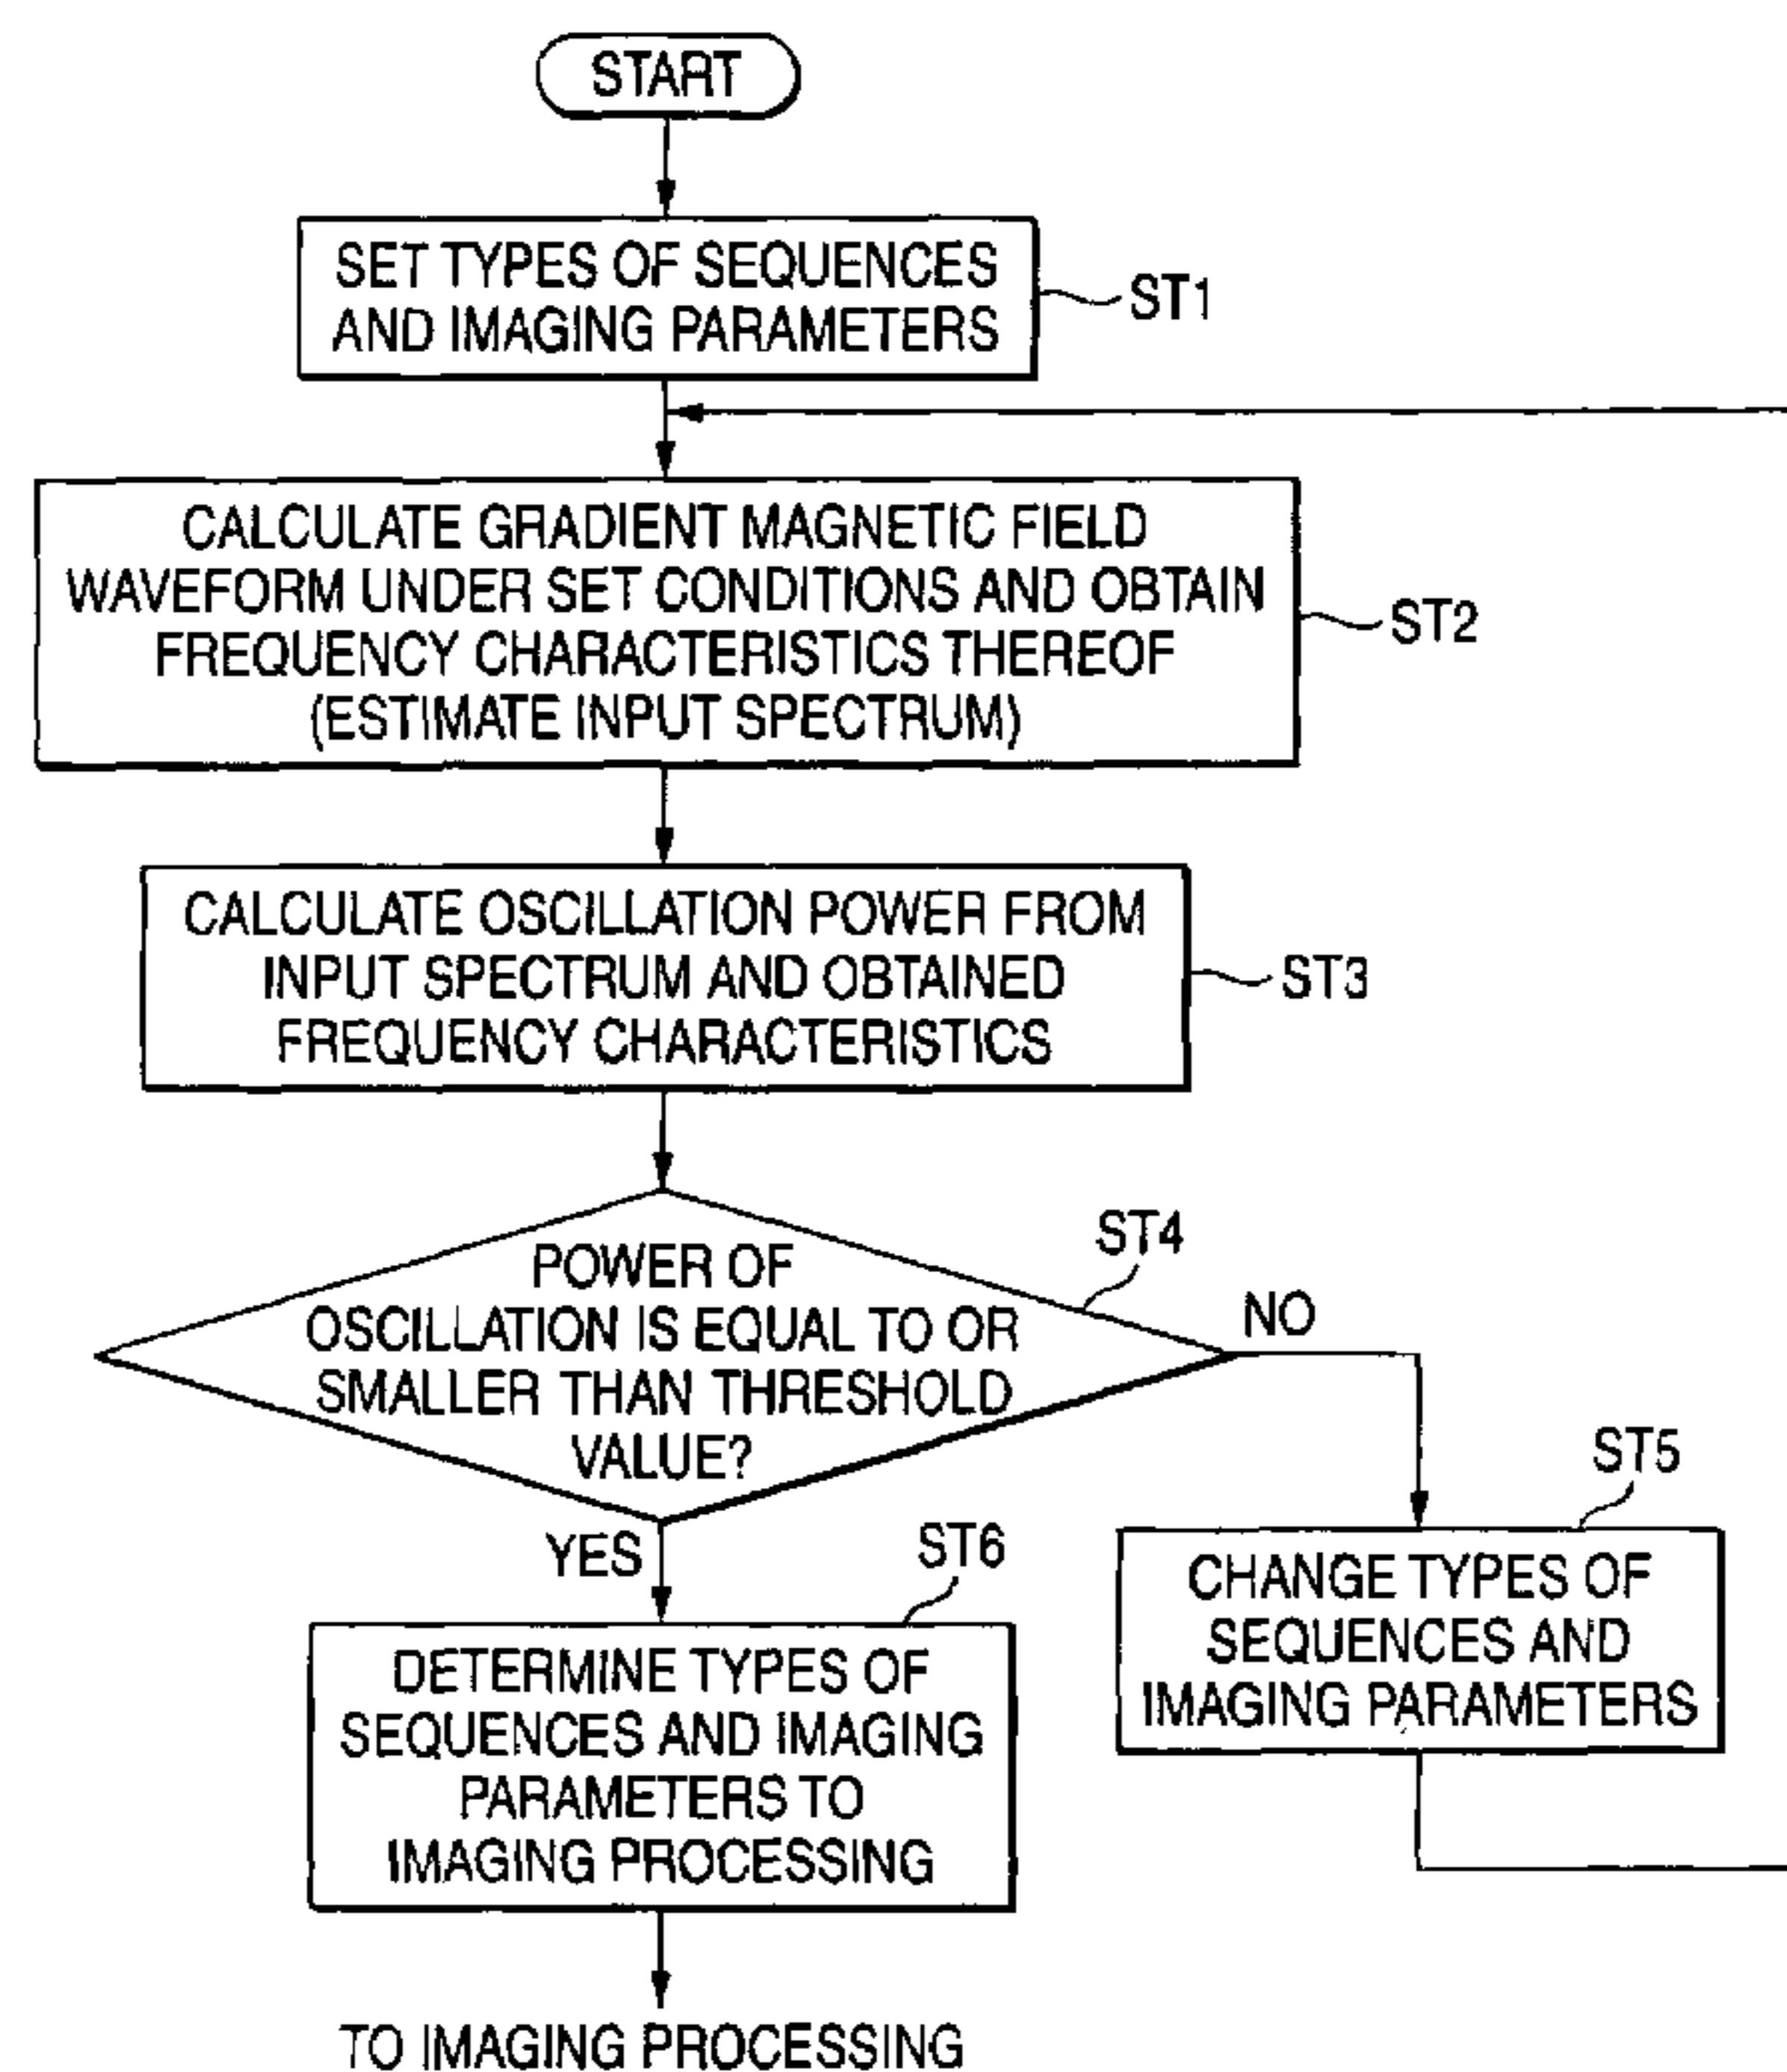 START
SET TYPES OF SEQUENCES
AND IMAGING PARAMETERS
ST1
CALCULATE GRADIENT MAGNETIC FIELD
WAVEFORM UNDER SET CONDITIONS AND OBTAIN
FREQUENCY CHARACTERISTICS THEREOF
(ESTIMATE INPUT SPECTRUM)
ST2
CALCULATE OSCILLATION POWER FROM
INPUT SPECTRUM AND OBTAINED
FREQUENCY CHARACTERISTICS
ST3
POWER OF
OSCILLATION IS EQUAL TO OR
SMALLER THAN THRESHOLD
VALUE?
ST4
NO
YES
ST5
CHANGE TYPES OF
SEQUENCES AND
IMAGING PARAMETERS
ST6
DETERMINE TYPES OF
SEQUENCES AND IMAGING
PARAMETERS TO
IMAGING PROCESSING
TO IMAGING PROCESSING